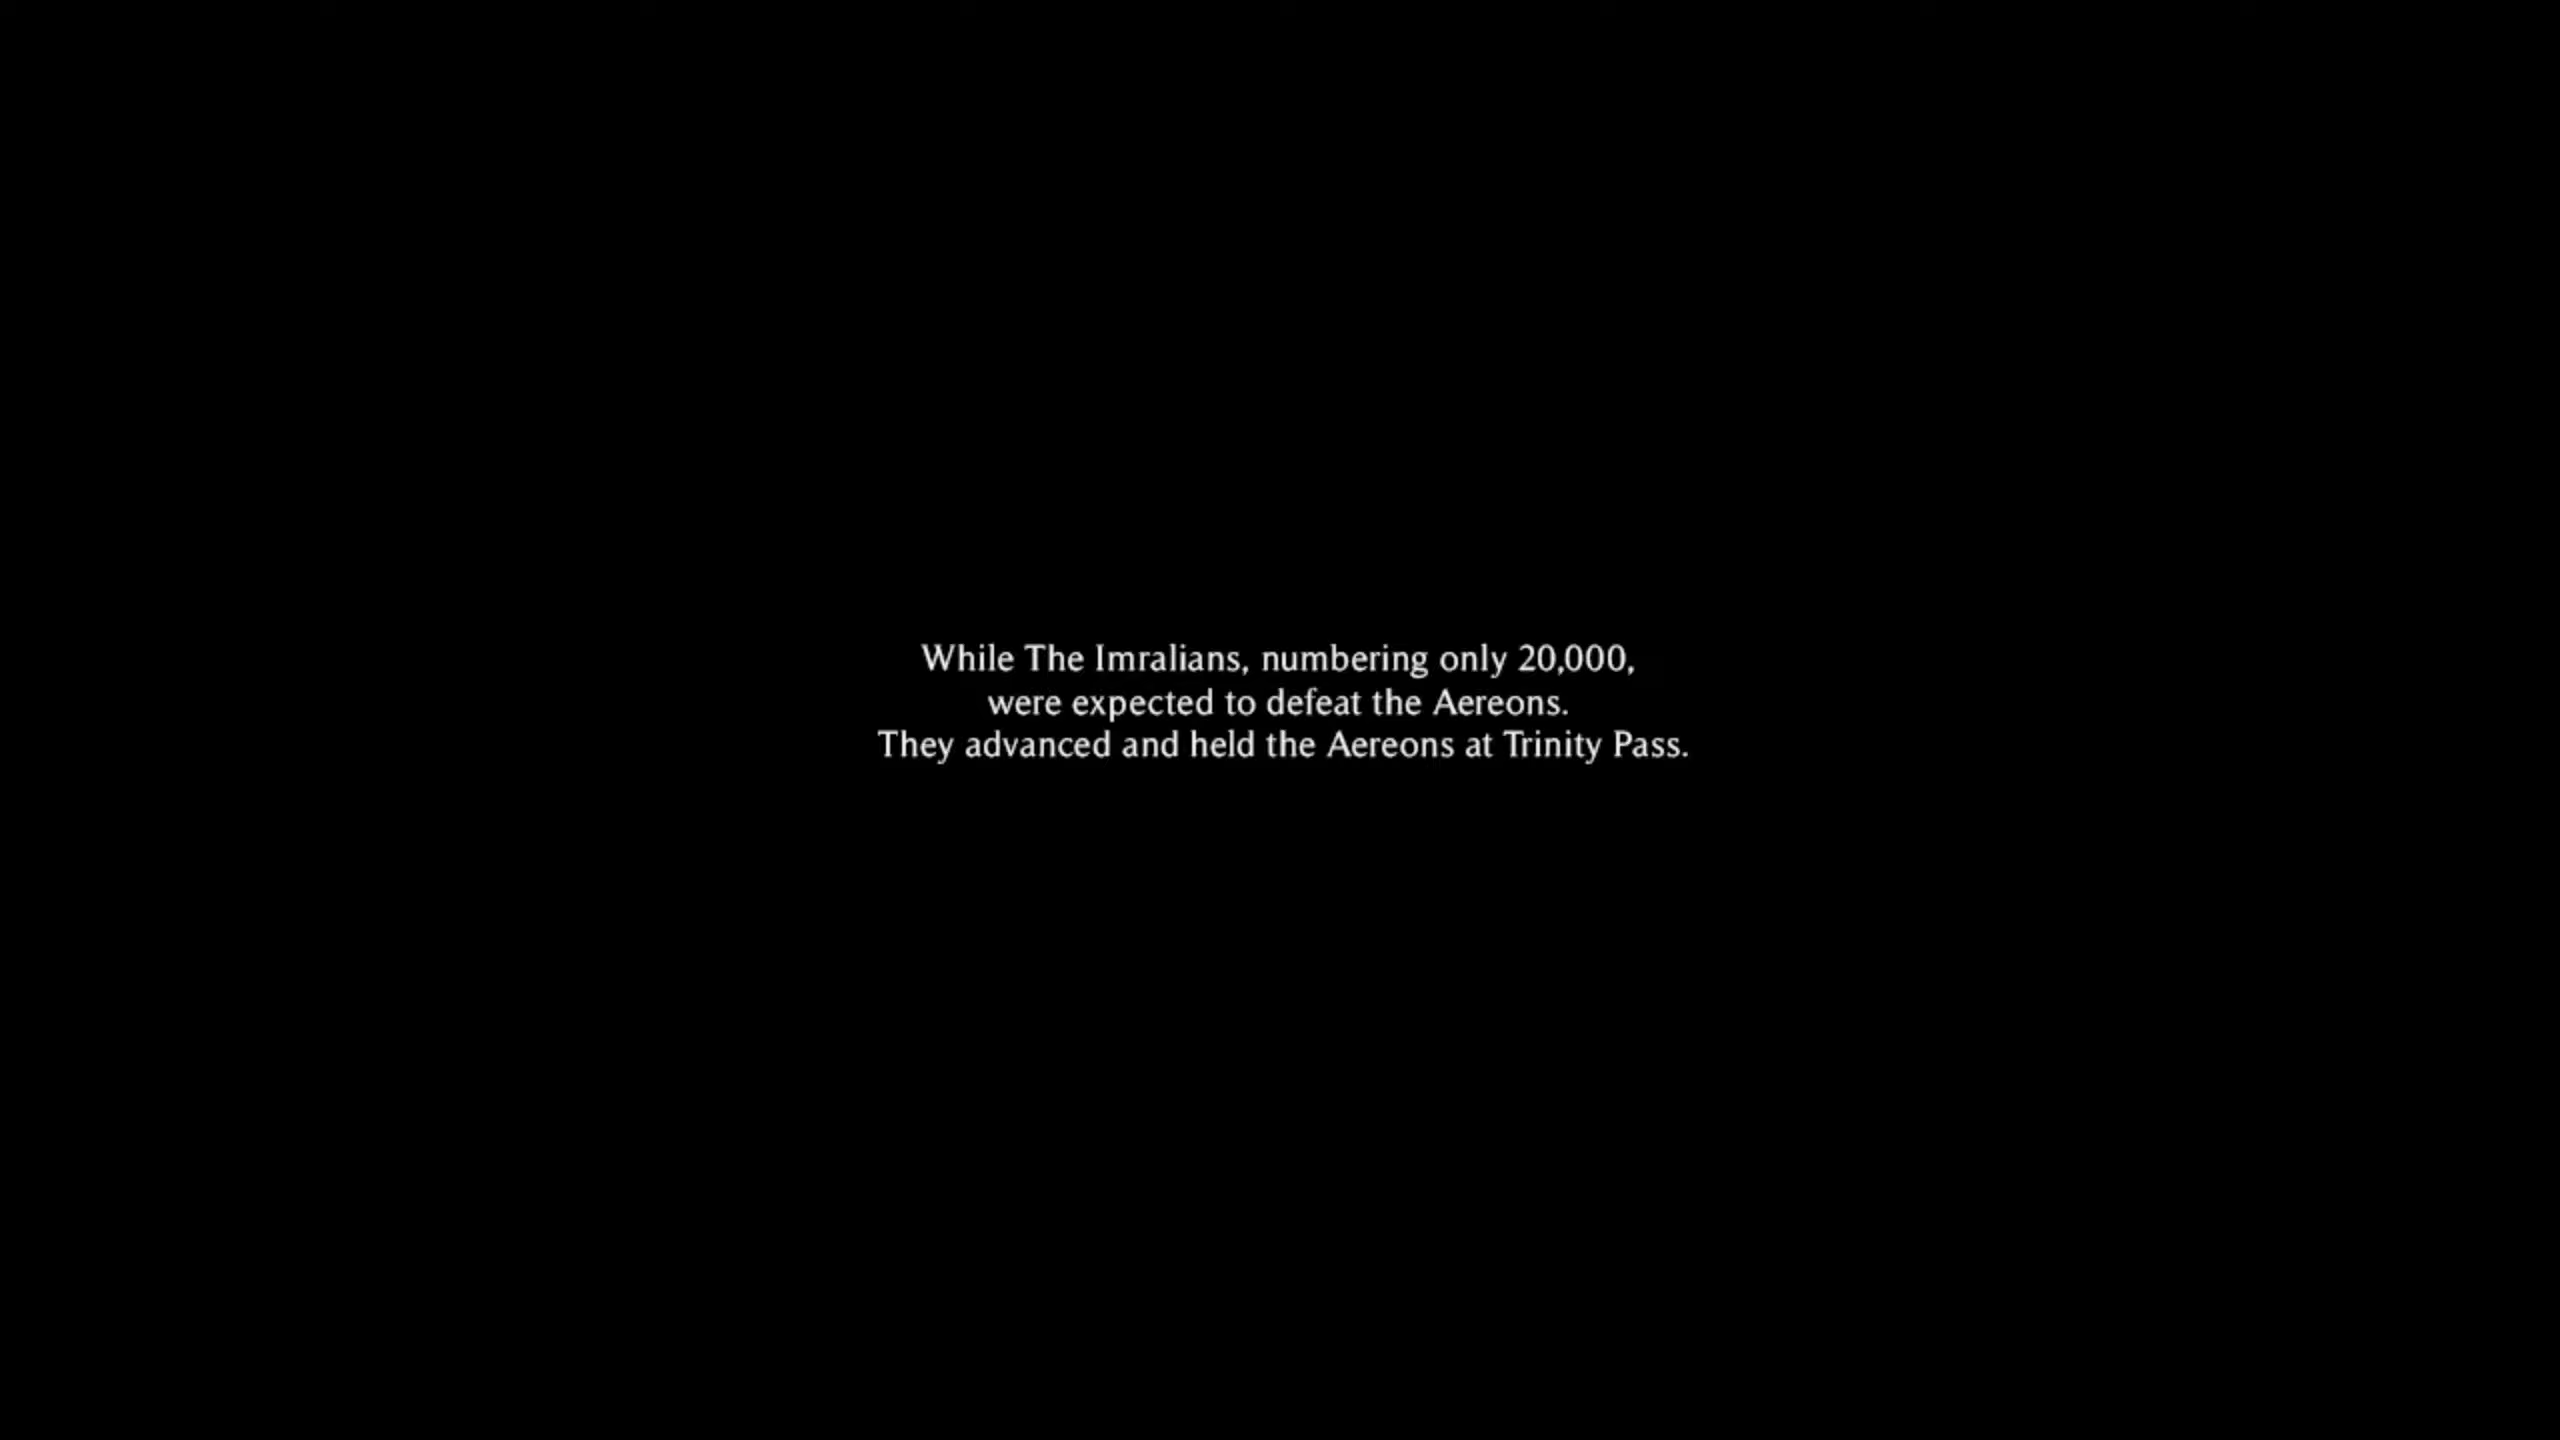 While The Imralians, numbering only 20,000,
were expected to defeat the Aereons.
They advanced and held the Aereons at Trinity Pass.